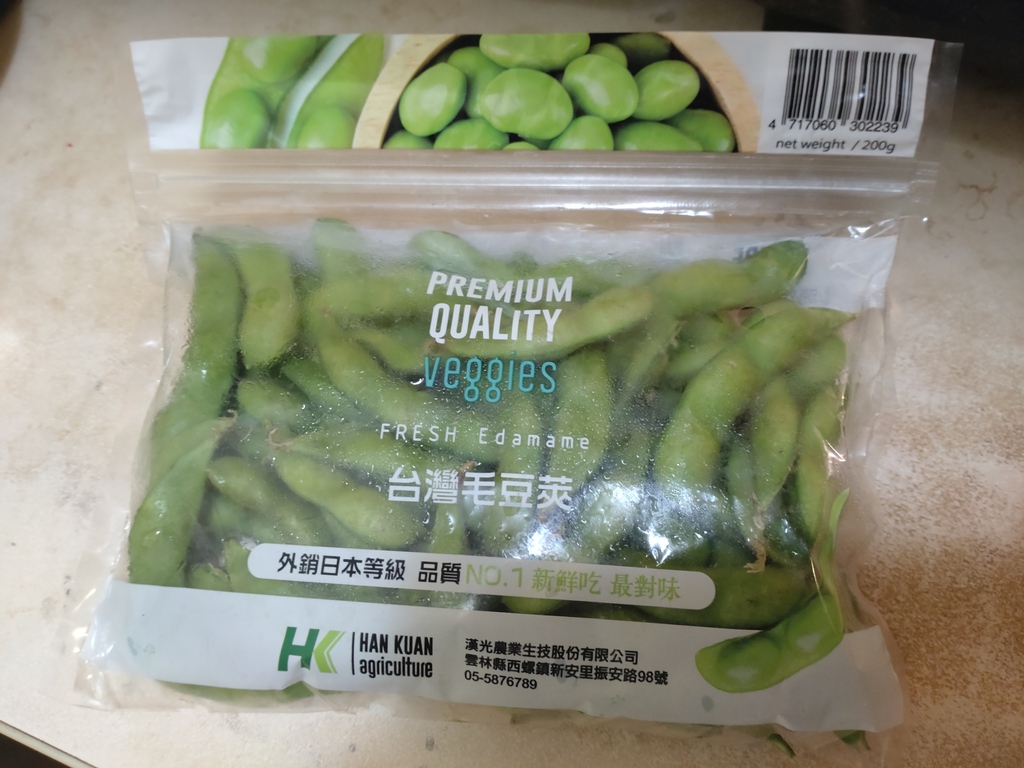 4 717060 302239
net weight / 200g
PREMIUM
QUALITY
veggies
FRESH Edamame
台灣毛豆莢
外銷日本等級 品質NO.1 新鮮吃 最對味
HK
HAN KUAN
agriculture
漢光農業生技股份有限公司
雲林縣西螺鎮新安里振安路98號
05-5876789